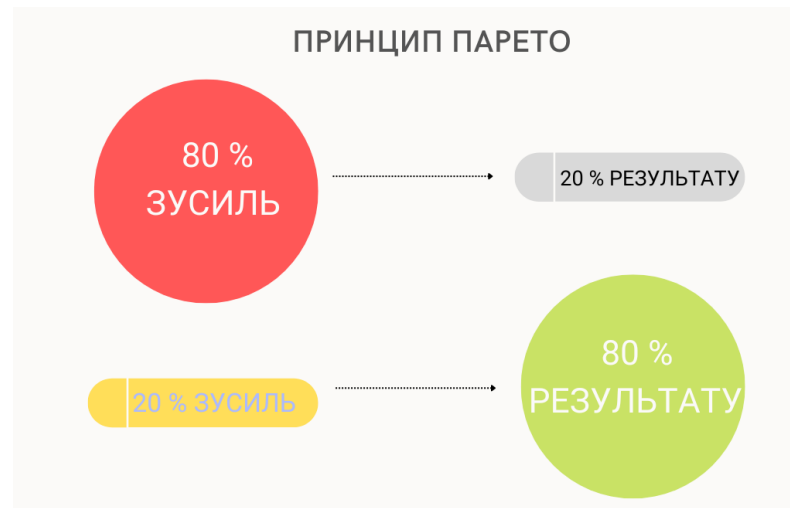 ПРИНЦИП ПАРЕТО
80 %
ЗУСИЛЬ
20 % РЕЗУЛЬТАТУ
20 % ЗУСИЛЬ
80 %
РЕЗУЛЬТАТУ